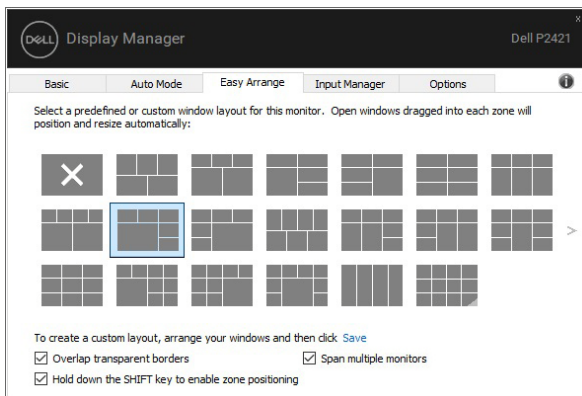 DELL Display Manager
Dell P2421
Basic
Auto Mode
Easy Arrange
Input Manager
Options
Select a predefined or custom window layout for this monitor. Open windows dragged into each zone will
position and resize automatically:
To create a custom layout, arrange your windows and then click Save
Overlap transparent borders
Span multiple monitors
Hold down the SHIFT key to enable zone positioning